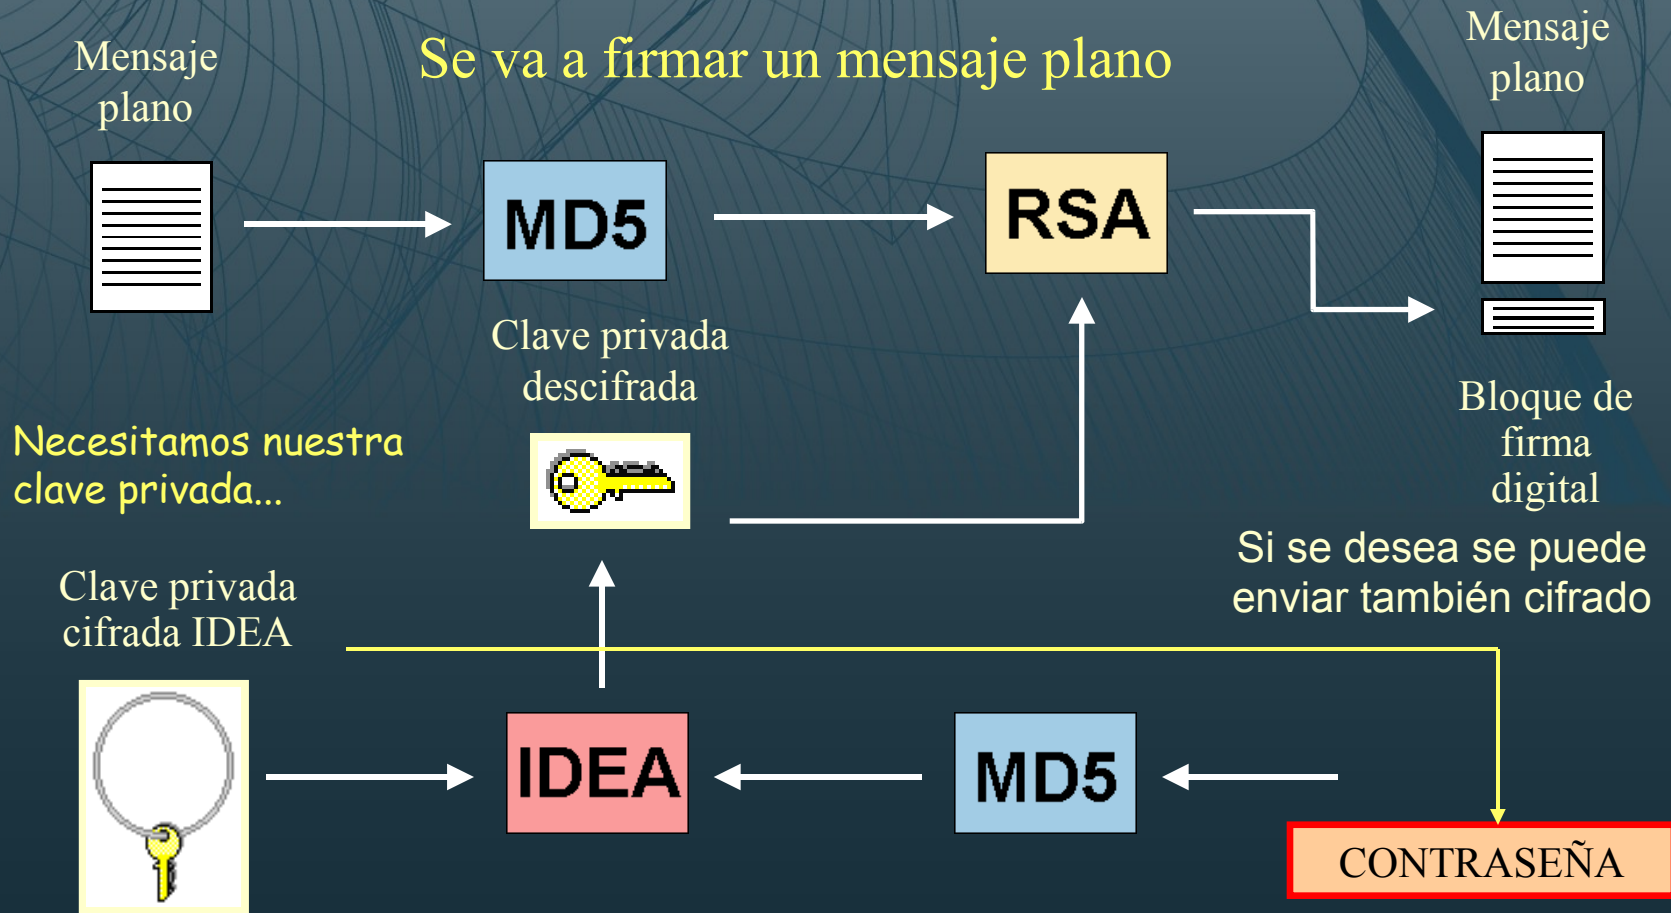 Se va a firmar un mensaje plano
Mensaje
plano
MD5
RSA
Mensaje
plano
Clave privada
descifrada
Bloque de
firma
digital
Necesitamos nuestra
clave privada...
Si se desea se puede
enviar también cifrado
Clave privada
cifrada IDEA
IDEA
MD5
CONTRASEÑA